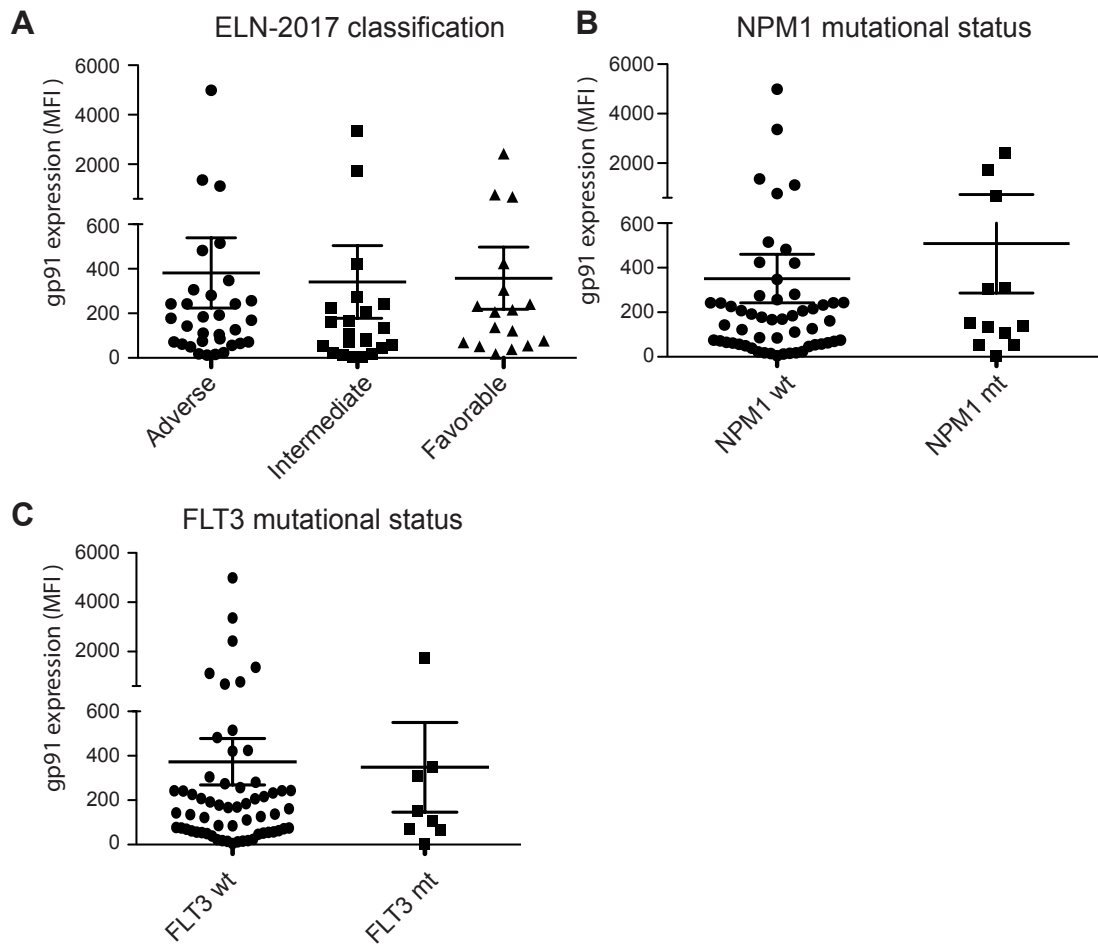 A
ELN-2017 classification
gp91 expression (MFI )
6000
4000
2000
600
400
200
0
Adverse
Intermediate
Favorable
B
NPM1 mutational status
gp91 expression (MFI )
6000
4000
2000
600
400
200
0
NPM1 wt
NPM1 mt
C
FLT3 mutational status
gp91 expression (MFI )
6000
4000
2000
600
400
200
0
FLT3 wt
FLT3 mt